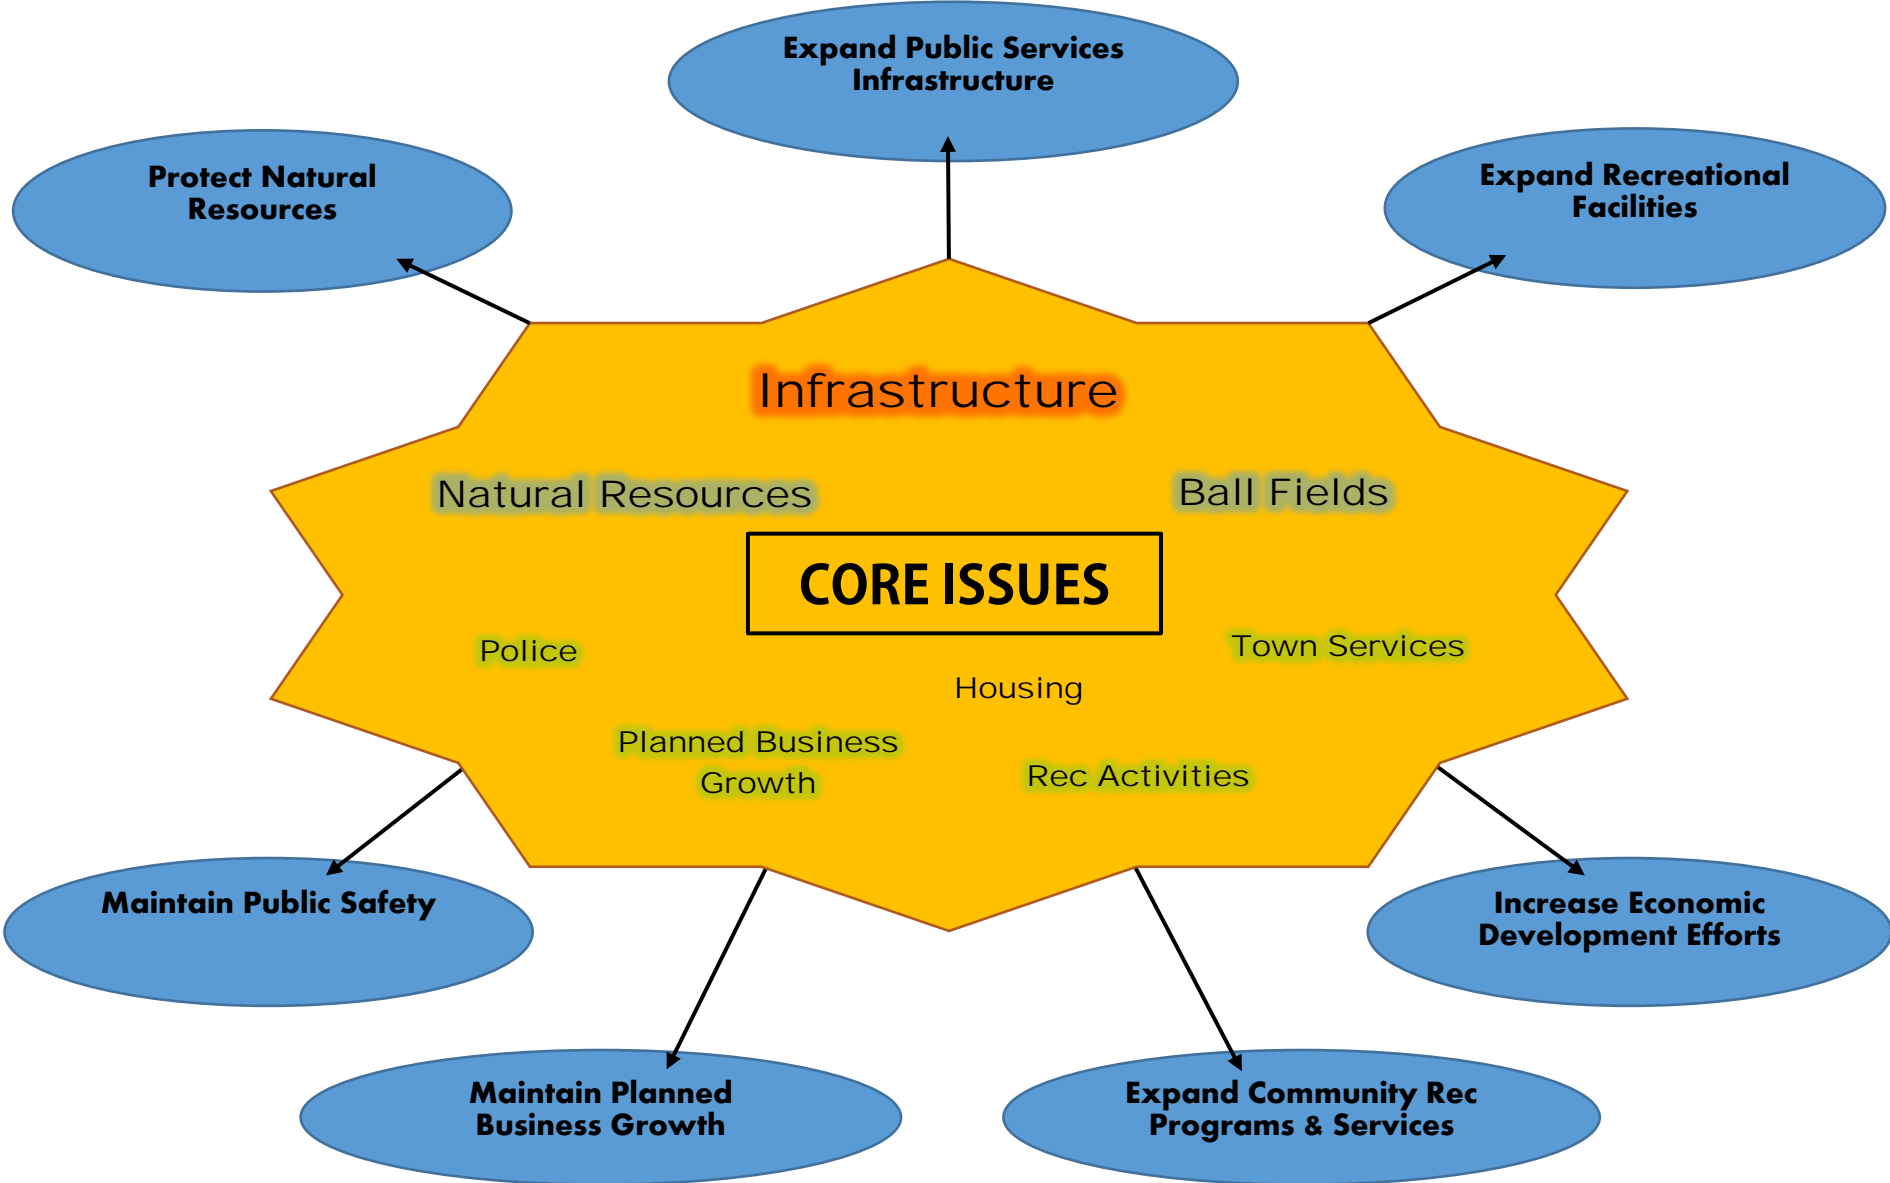 Expand Public Services
Infrastructure
Protect Natural
Resources
Expand Recreational
Facilities
Infrastructure
Natural Resources
Ball Fields
CORE ISSUES
Police
Town Services
Housing
Planned Business
Growth
Rec Activities
Maintain Public Safety
Increase Economic
Development Efforts
Maintain Planned
Business Growth
Expand Community Rec
Programs & Services